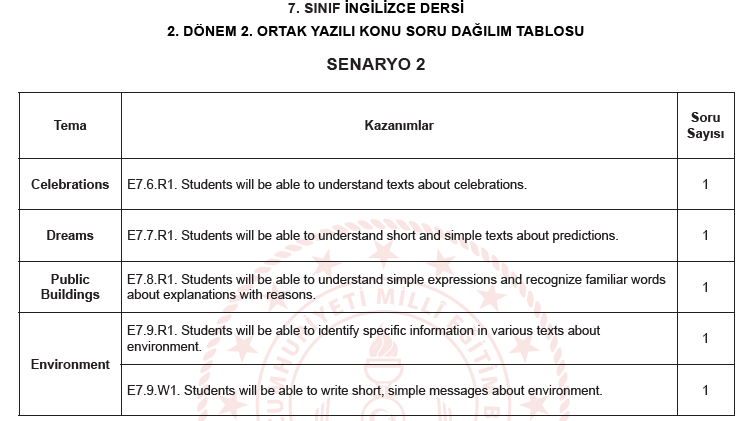 7. SINIF İNGİLİZCE DERSİ
2. DÖNEM 2. ORTAK YAZILI KONU SORU DAĞILIM TABLOSU
SENARYO 2
Tema
Kazanımlar
Soru
Sayısı
Celebrations
E7.6.R1. Students will be able to understand texts about celebrations.
1
Dreams
E7.7.R1. Students will be able to understand short and simple texts about predictions.
1
Public
Buildings
E7.8.R1. Students will be able to understand simple expressions and recognize familiar words
about explanations with reasons.
1
Environment
E7.9.R1. Students will be able to identify specific information in various texts about
environment.
1
E7.9.W1. Students will be able to write short, simple messages about environment.
1